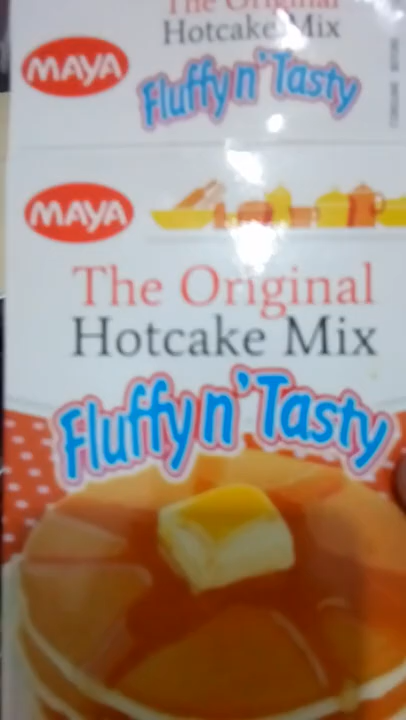 The Original
Hotcake Mix
MAYA
Fluffy n' Tasty
MAYA
The Original
Hotcake Mix
Fluffy n' Tasty